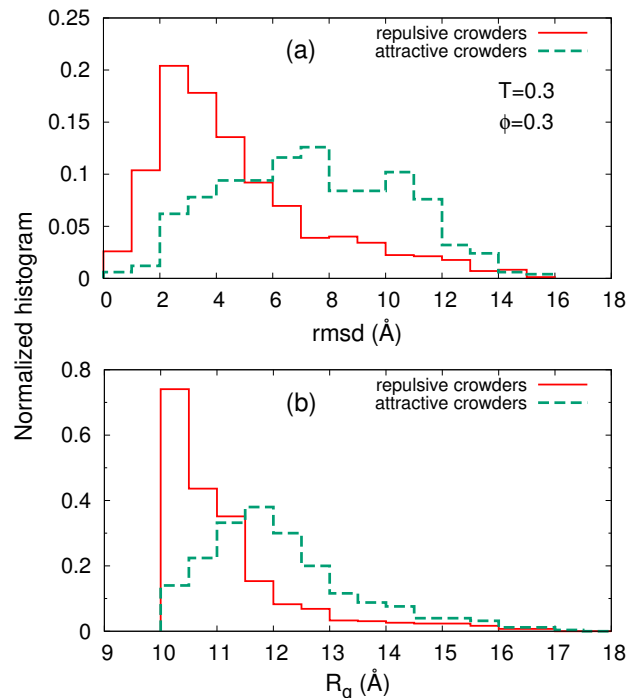 0.25
0.2
0.15
0.1
0.05
0
(a)
repulsive crowders
attractive crowders
T=0.3
ϕ=0.3
0 2 4 6 8 10 12 14 16 18
rmsd (Å)
Normalized histogram
0.8
0.6
0.4
0.2
0
(b)
repulsive crowders
attractive crowders
9 10 11 12 13 14 15 16 17 18
Rg (Å)